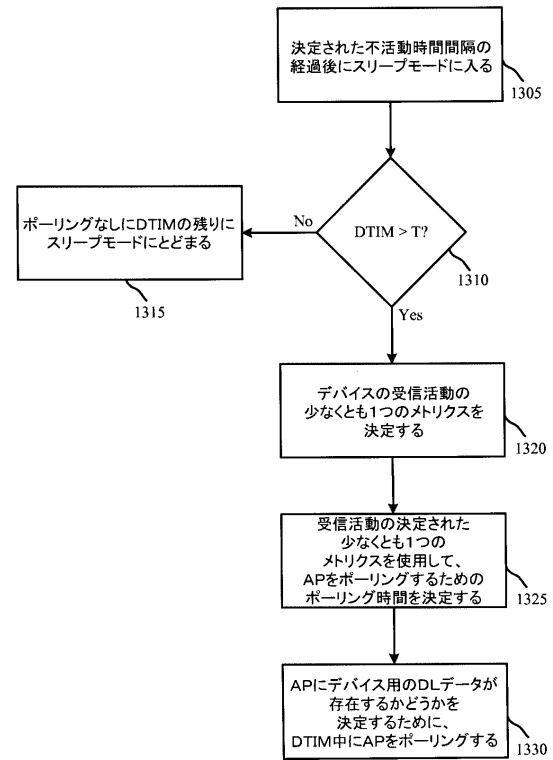 決定された不活動時間間隔の
経過後にスリープモードに入る
1305
DTIM > T?
1310
No
ポーリングなしにDTIMの残りに
スリープモードにとどまる
1315
Yes
デバイスの受信活動の
少なくとも1つのメトリクスを
決定する
1320
受信活動の決定された
少なくとも1つの
メトリクスを使用して、
APをポーリングするための
ポーリング時間を決定する
1325
APにデバイス用のDLデータが
存在するかどうかを
決定するために、
DTIM中にAPをポーリングする
1330